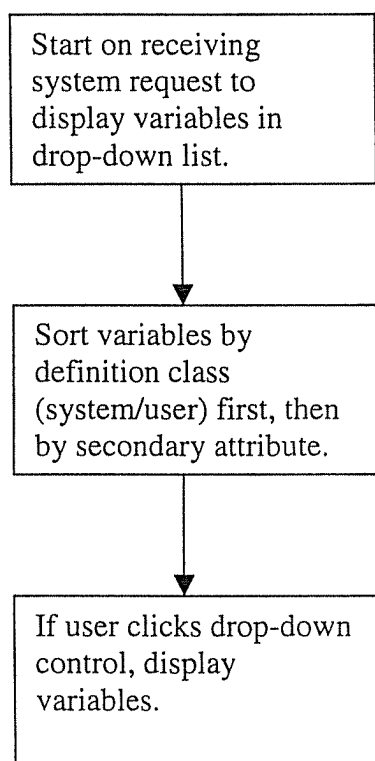 Start on receiving
system request to
display variables in
drop-down list.
Sort variables by
definition class
(system/user) first, then
by secondary attribute.
If user clicks drop-down
control, display
variables.